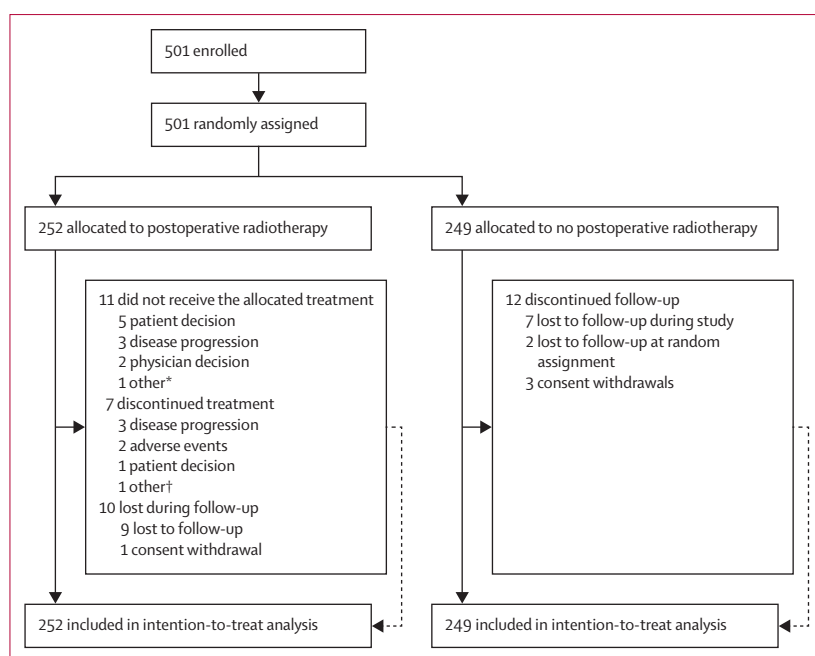 501 enrolled
501 randomly assigned
252 allocated to postoperative radiotherapy
249 allocated to no postoperative radiotherapy
11 did not receive the allocated treatment
5 patient decision
3 disease progression
2 physician decision
1 other*
7 discontinued treatment
3 disease progression
2 adverse events
1 patient decision
1 other†
10 lost during follow-up
9 lost to follow-up
1 consent withdrawal
12 discontinued follow-up
7 lost to follow-up during study
2 lost to follow-up at random
assignment
3 consent withdrawals
252 included in intention-to-treat analysis
249 included in intention-to-treat analysis